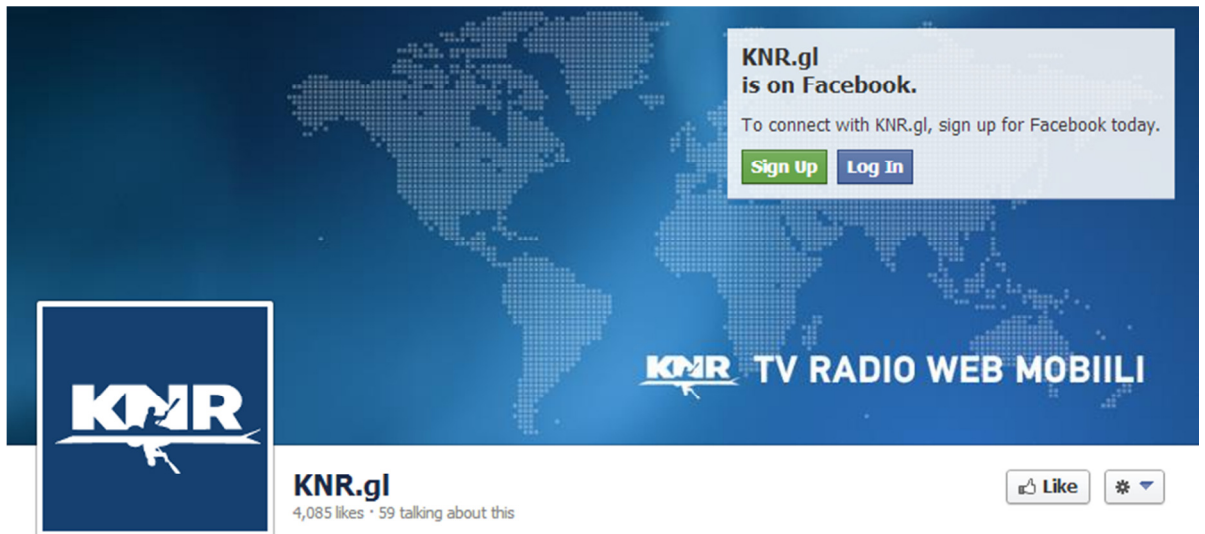 KNR.gl
is on Facebook.
To connect with KNR.gl, sign up for Facebook today.
Sign Up Log In
KNR TV RADIO WEB MOBIILI
KNR
KNR.gl
4,085 likes · 59 talking about this
Like